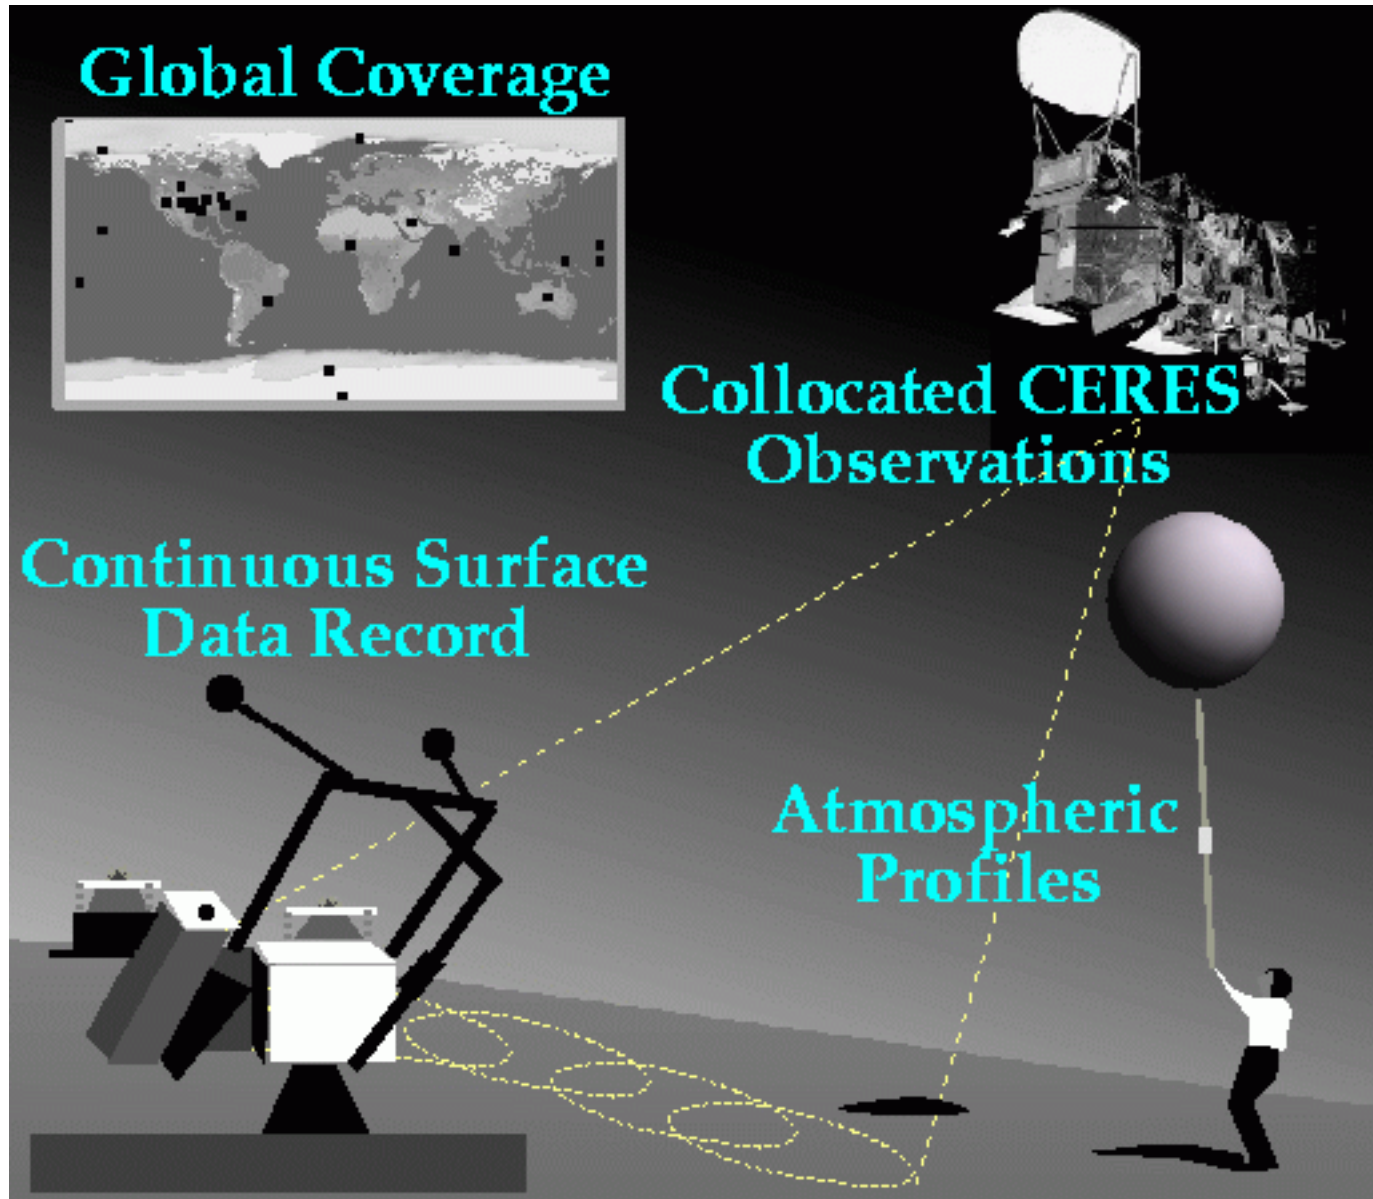 Global Coverage
Collocated CERES
Observations
Continuous Surface
Data Record
Atmospheric
Profiles